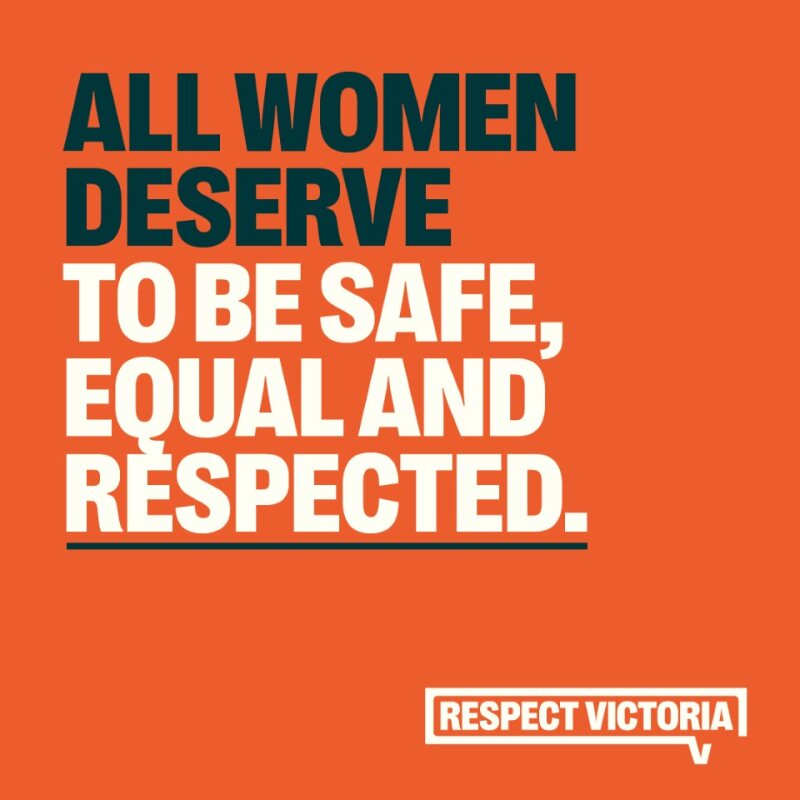 ALL WOMEN
DESERVE
TO BE SAFE,
EQUAL AND
RESPECTED.
RESPECT VICTORIA
V